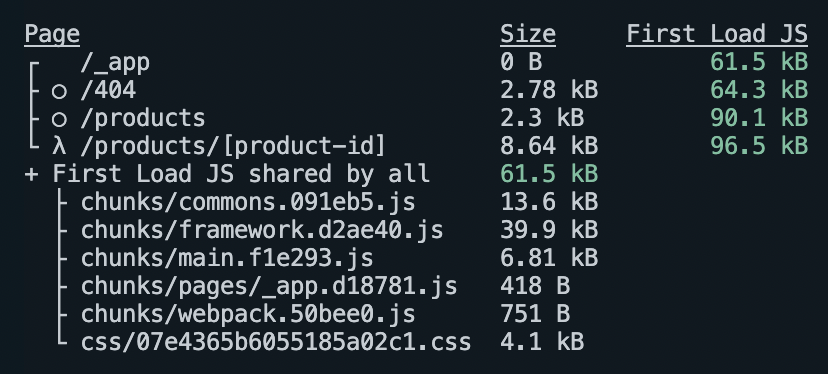 Page Size First Load JS
┌   /_app 0 B 61.5 kB
├ ○ /404 2.78 kB 64.3 kB
├ ○ /products 2.3 kB 90.1 kB
└ λ /products/[product-id] 8.64 kB 96.5 kB
+ First Load JS shared by all 61.5 kB
├ chunks/commons.091eb5.js 13.6 kB
├ chunks/framework.d2ae40.js 39.9 kB
├ chunks/main.f1e293.js 6.81 kB
├ chunks/pages/_app.d18781.js 418 B
├ chunks/webpack.50bee0.js 751 B
└ css/07e4365b6055185a02c1.css 4.1 kB